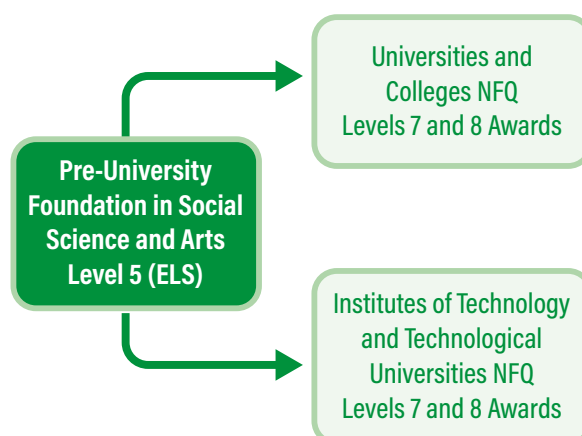 Universities and
Colleges NFQ
Levels 7 and 8 Awards
Pre-University
Foundation in Social
Science and Arts
Level 5 (ELS)
Institutes of Technology
and Technological
Universities NFQ
Levels 7 and 8 Awards